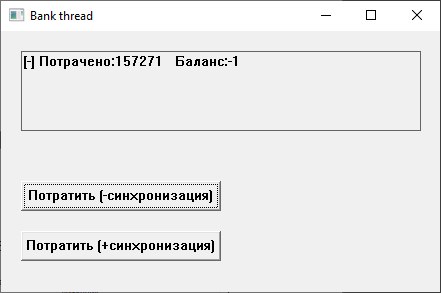 Bank thread
[-] Потрачено:157271 Баланс:-1
Потратить (-синхронизация)
Потратить (+синхронизация)